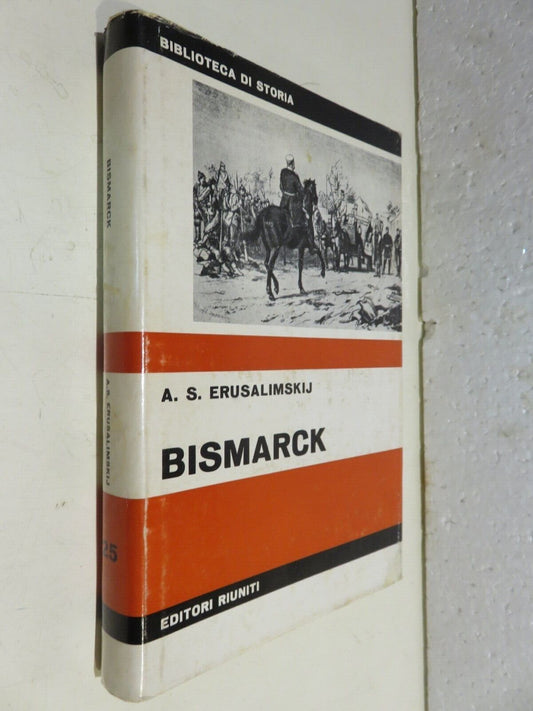 BIBLIOTECA DI STORIA
A. S. ERUSALIMSKIJ
BISMARCK
EDITORI RIUNITI
BISMARCK
A.S. ERUSALIMSKIJ
25